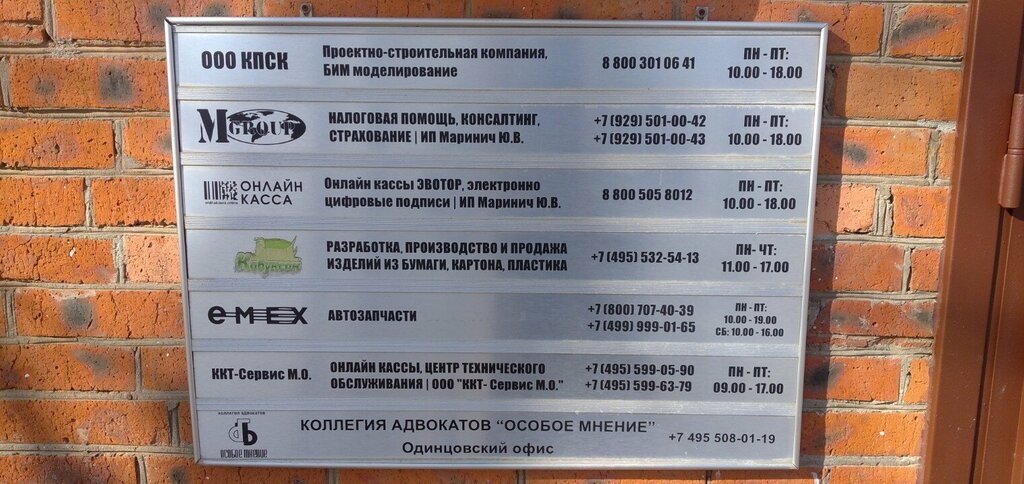 ООО КПСК
Проектно-строительная компания,
БИМ моделирование
8 800 301 06 41
ПН - ПТ:
10.00 - 18.00
M GROUP
НАЛОГОВАЯ ПОМОЩЬ, КОНСАЛТИНГ,
СТРАХОВАНИЕ | ИП Маринич Ю.В.
+7 (929) 501-00-42
+7 (929) 501-00-43
ПН - ПТ:
10.00 - 18.00
ОНЛАЙН
КАССА
Онлайн кассы ЭВОТОР, электронно
цифровые подписи | ИП Маринич Ю.В.
8 800 505 8012
ПН - ПТ:
10.00 - 18.00
РАЗРАБОТКА, ПРОИЗВОДСТВО И ПРОДАЖА
ИЗДЕЛИЙ ИЗ БУМАГИ, КАРТОНА, ПЛАСТИКА
+7 (495) 532-54-13
ПН- ЧТ:
11.00 - 17.00
eMEX
АВТОЗАПЧАСТИ
+7 (800) 707-40-39
+7 (499) 999-01-65
ПН - ПТ:
10.00 - 19.00
СБ: 10.00 - 16.00
ККТ-Сервис М.О.
ОНЛАЙН КАССЫ, ЦЕНТР ТЕХНИЧЕСКОГО
ОБСЛУЖИВАНИЯ | ООО "ККТ- Сервис М.О."
+7 (495) 599-05-90
+7 (495) 599-63-79
ПН - ПТ:
09.00 - 17.00
КОЛЛЕГИЯ АДВОКАТОВ
ОСОБОЕ МНЕНИЕ
КОЛЛЕГИЯ АДВОКАТОВ “ОСОБОЕ МНЕНИЕ”
Одинцовский офис
+7 495 508-01-19